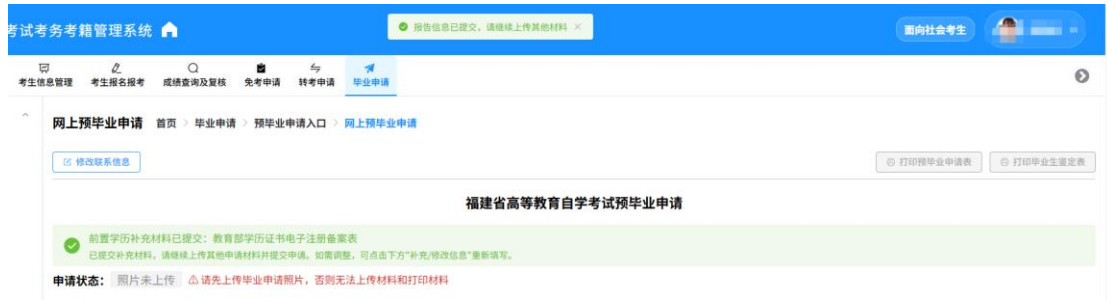 考试考务考籍管理系统
报告信息已提交，请继续上传其他材料 ×
面向社会考生
考生信息管理 考生报名报考 成绩查询及复核 免考申请 转考申请 毕业申请
网上预毕业申请 首页 > 毕业申请 > 预毕业申请入口 > 网上预毕业申请
修改联系信息
打印预毕业申请表 打印毕业生鉴定表
福建省高等教育自学考试预毕业申请
前置学历补充材料已提交：教育部学历证书电子注册备案表
已提交补充材料，请继续上传其他申请材料并提交申请。如需调整，可点击下方"补充/修改信息"重新填写。
申请状态： 照片未上传 请先上传毕业申请照片，否则无法上传材料和打印材料